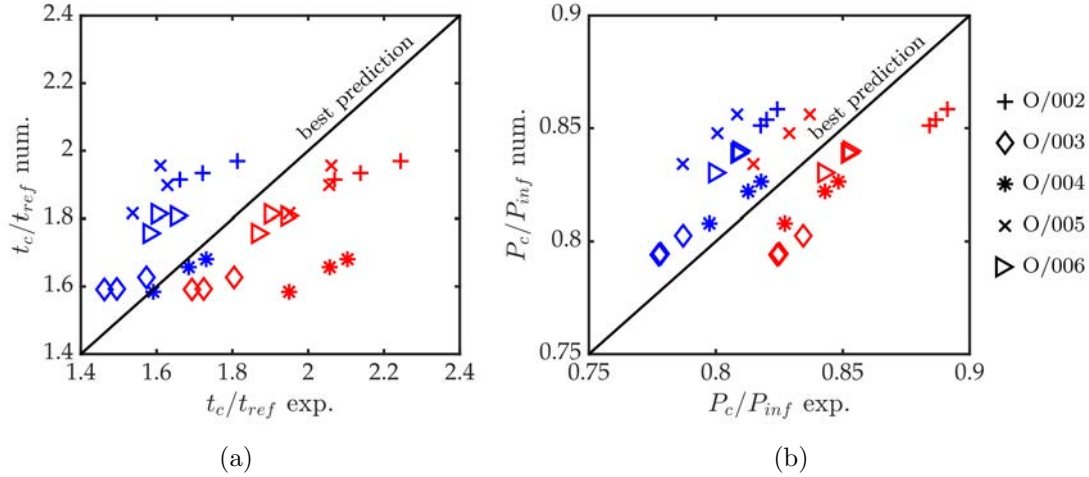 2.4
2.2
2
1.8
1.6
1.4
t_c/t_ref num.
best prediction
1.4 1.6 1.8 2 2.2 2.4
t_c/t_ref exp.
(a)
0.9
0.85
0.8
0.75
P_c/P_inf num.
best prediction
0.75 0.8 0.85 0.9
P_c/P_inf exp.
(b)
O/002
O/003
O/004
O/005
O/006